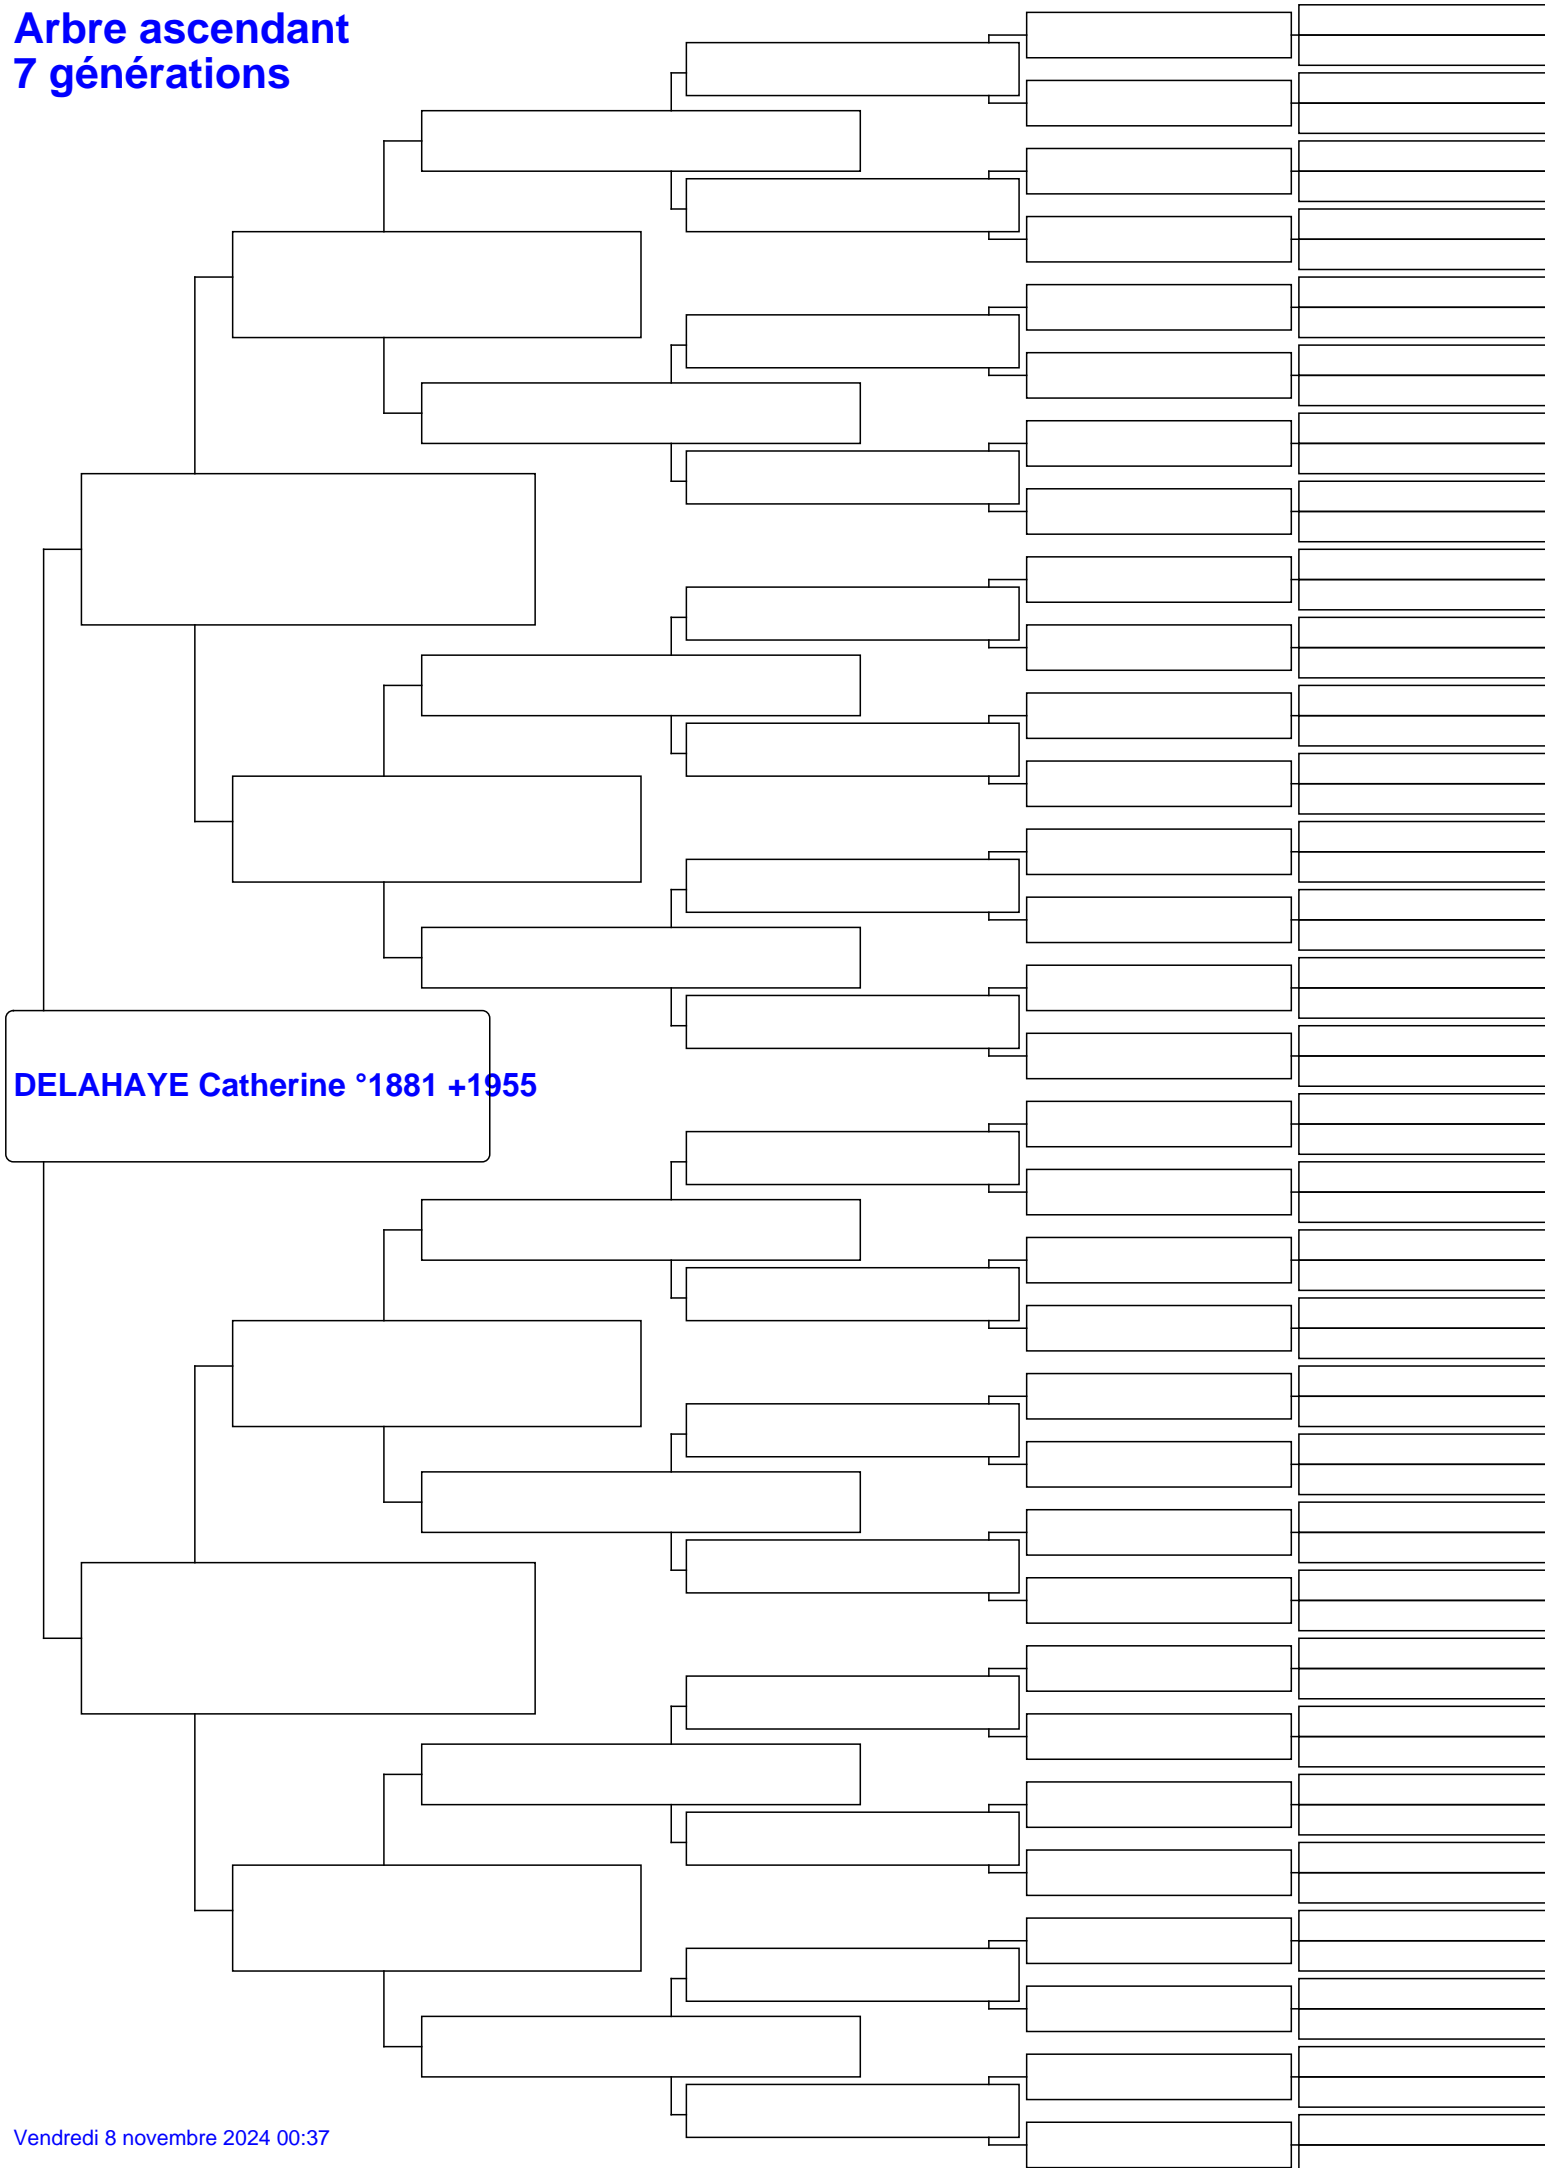 Arbre ascendant
7 générations
DELAHAYE Catherine °1881 +1955
Vendredi 8 novembre 2024 00:37